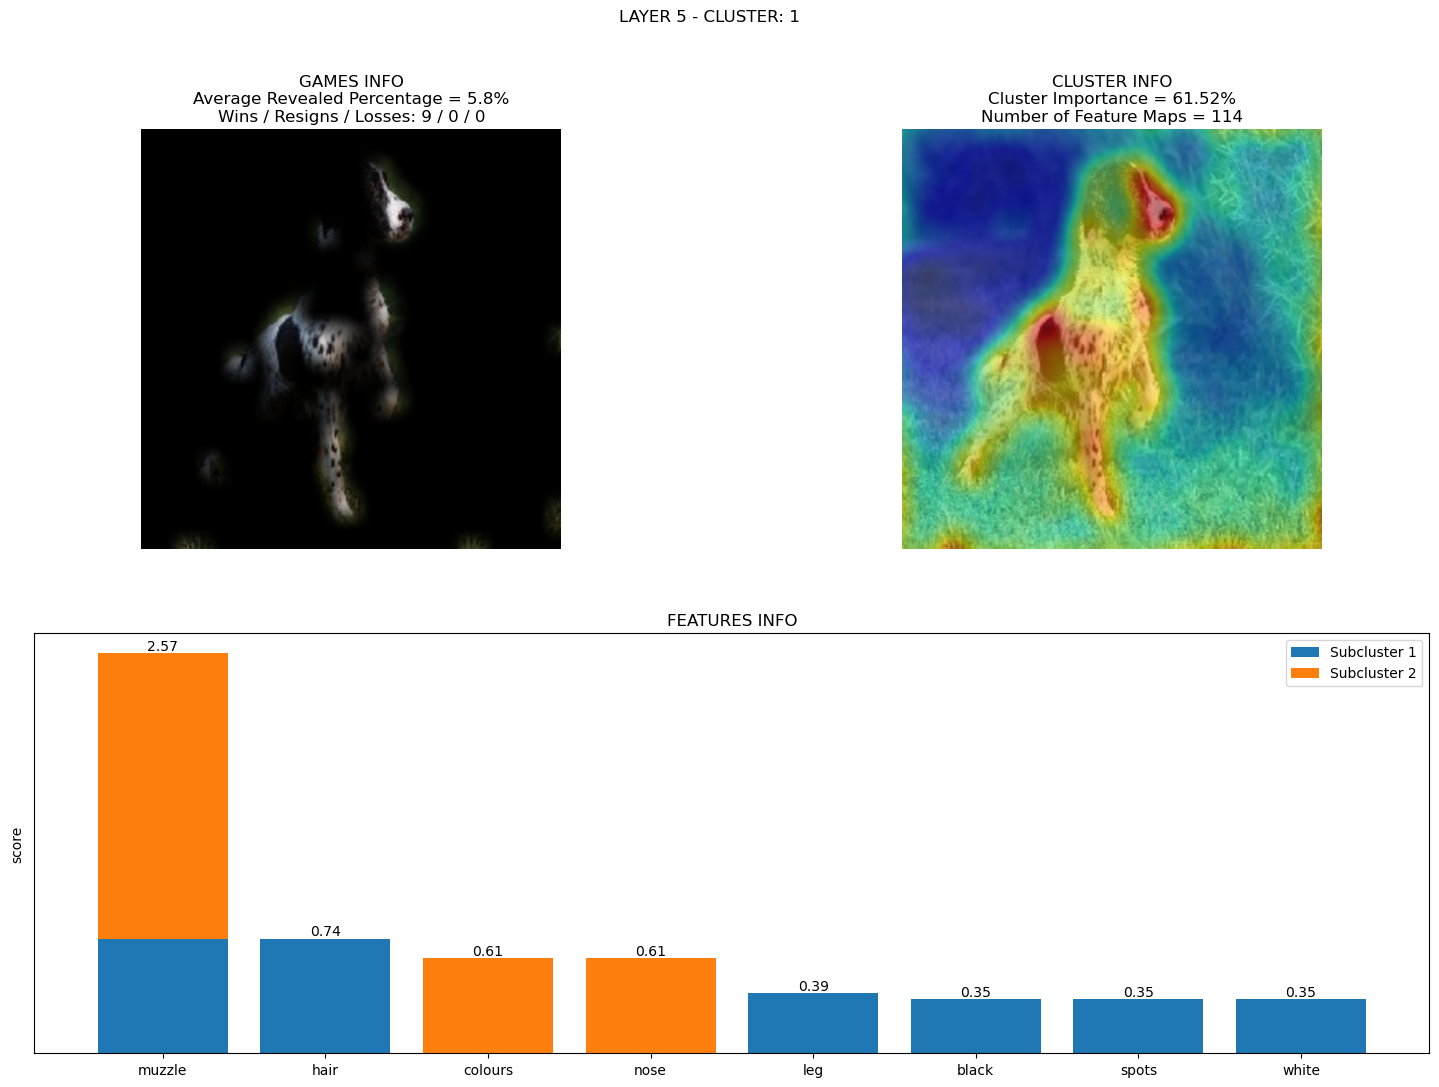 LAYER 5 - CLUSTER: 1
GAMES INFO
Average Revealed Percentage = 5.8%
Wins / Resigns / Losses: 9 / 0 / 0
CLUSTER INFO
Cluster Importance = 61.52%
Number of Feature Maps = 114
FEATURES INFO
score
2.57
0.74
0.61
0.61
0.39
0.35
0.35
0.35
Subcluster 1
Subcluster 2
muzzle
hair
colours
nose
leg
black
spots
white